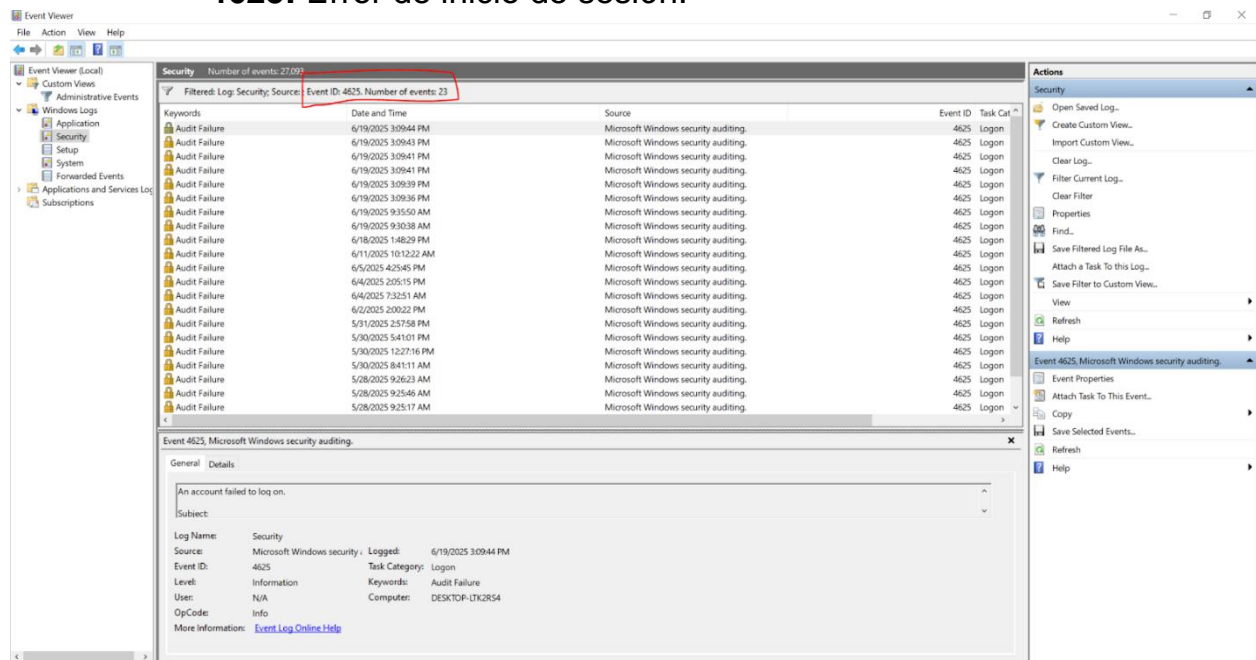 4625: Error de inicio de sesión.
Event Viewer
File Action View Help
Event Viewer (Local)
Custom Views
Administrative Events
Windows Logs
Application
Security
Setup
System
Forwarded Events
Applications and Services Log
Subscriptions
Security Number of events: 27,093
Filtered: Log: Security; Source: ; Event ID: 4625. Number of events: 23
Keywords Date and Time Source Event ID Task Cat
Audit Failure 6/19/2025 3:09:44 PM Microsoft Windows security auditing. 4625 Logon
Audit Failure 6/19/2025 3:09:43 PM Microsoft Windows security auditing. 4625 Logon
Audit Failure 6/19/2025 3:09:41 PM Microsoft Windows security auditing. 4625 Logon
Audit Failure 6/19/2025 3:09:41 PM Microsoft Windows security auditing. 4625 Logon
Audit Failure 6/19/2025 3:09:39 PM Microsoft Windows security auditing. 4625 Logon
Audit Failure 6/19/2025 3:09:36 PM Microsoft Windows security auditing. 4625 Logon
Audit Failure 6/19/2025 9:35:50 AM Microsoft Windows security auditing. 4625 Logon
Audit Failure 6/19/2025 9:30:38 AM Microsoft Windows security auditing. 4625 Logon
Audit Failure 6/18/2025 1:48:29 PM Microsoft Windows security auditing. 4625 Logon
Audit Failure 6/11/2025 10:12:22 AM Microsoft Windows security auditing. 4625 Logon
Audit Failure 6/5/2025 4:25:45 PM Microsoft Windows security auditing. 4625 Logon
Audit Failure 6/4/2025 2:05:15 PM Microsoft Windows security auditing. 4625 Logon
Audit Failure 6/4/2025 7:32:51 AM Microsoft Windows security auditing. 4625 Logon
Audit Failure 6/2/2025 2:00:22 PM Microsoft Windows security auditing. 4625 Logon
Audit Failure 5/31/2025 2:57:58 PM Microsoft Windows security auditing. 4625 Logon
Audit Failure 5/30/2025 5:41:01 PM Microsoft Windows security auditing. 4625 Logon
Audit Failure 5/30/2025 12:27:16 PM Microsoft Windows security auditing. 4625 Logon
Audit Failure 5/30/2025 8:41:11 AM Microsoft Windows security auditing. 4625 Logon
Audit Failure 5/28/2025 9:26:23 AM Microsoft Windows security auditing. 4625 Logon
Audit Failure 5/28/2025 9:25:46 AM Microsoft Windows security auditing. 4625 Logon
Audit Failure 5/28/2025 9:25:17 AM Microsoft Windows security auditing. 4625 Logon
Event 4625, Microsoft Windows security auditing.
General Details
An account failed to log on.
Subject:
Log Name: Security
Source: Microsoft Windows security a Logged: 6/19/2025 3:09:44 PM
Event ID: 4625 Task Category: Logon
Level: Information Keywords: Audit Failure
User: N/A Computer: DESKTOP-LTK2RS4
OpCode: Info
More Information: Event Log Online Help
Actions
Security
Open Saved Log...
Create Custom View...
Import Custom View...
Clear Log...
Filter Current Log...
Clear Filter
Properties
Find...
Save Filtered Log File As...
Attach a Task To this Log...
Save Filter to Custom View...
View
Refresh
Help
Event 4625, Microsoft Windows security auditing.
Event Properties
Attach Task To This Event...
Copy
Save Selected Events...
Refresh
Help